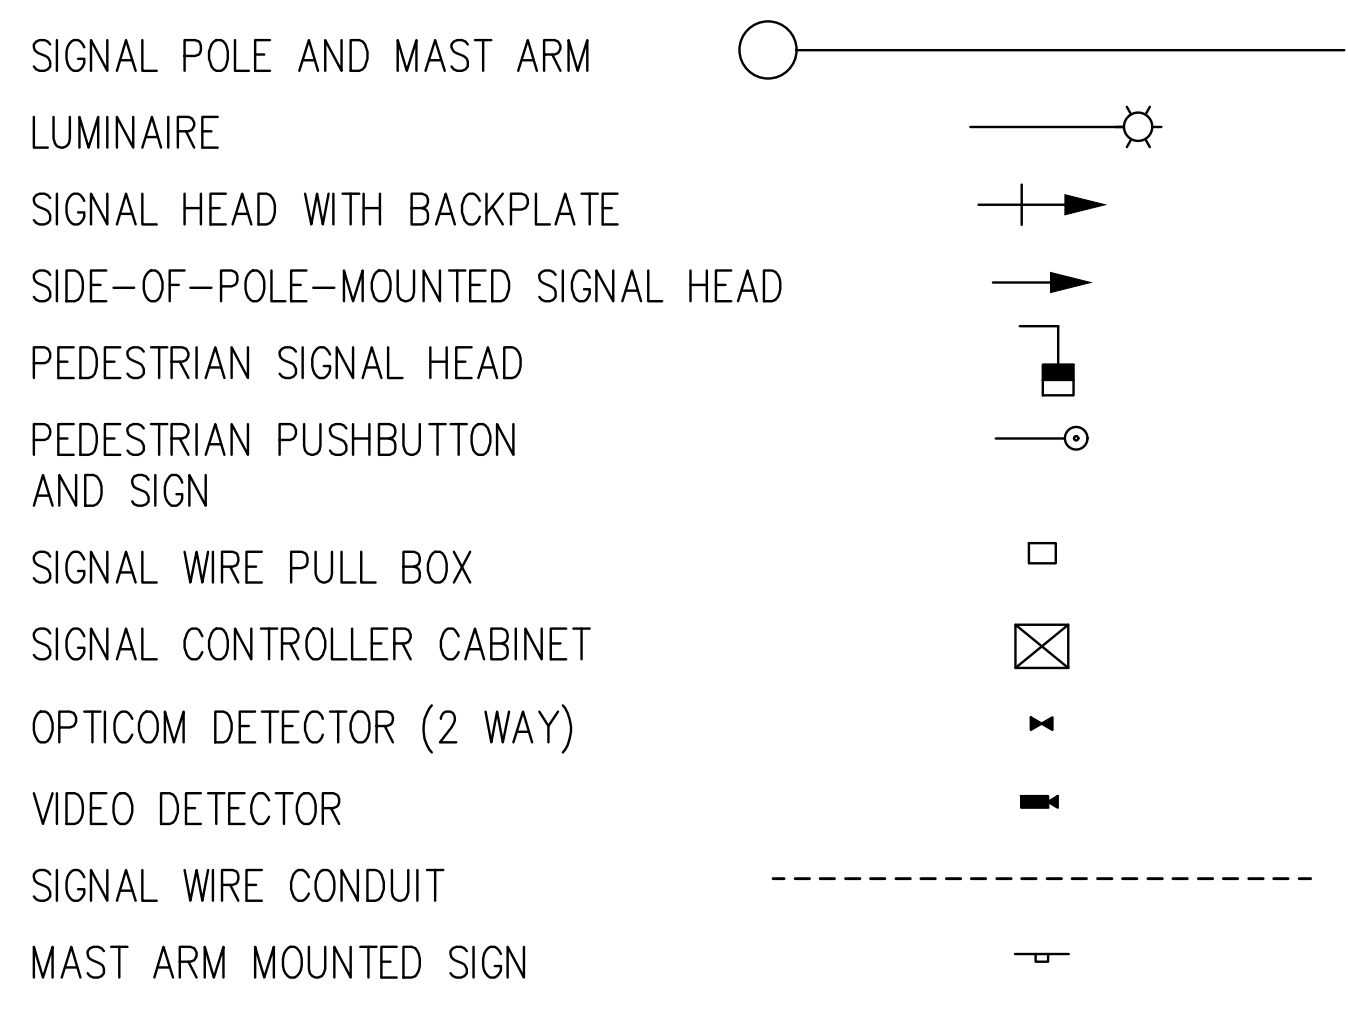 SIGNAL POLE AND MAST ARM
LUMINAIRE
SIGNAL HEAD WITH BACKPLATE
SIDE-OF-POLE-MOUNTED SIGNAL HEAD
PEDESTRIAN SIGNAL HEAD
PEDESTRIAN PUSHBUTTON
AND SIGN
SIGNAL WIRE PULL BOX
SIGNAL CONTROLLER CABINET
OPTICOM DETECTOR (2 WAY)
VIDEO DETECTOR
SIGNAL WIRE CONDUIT
MAST ARM MOUNTED SIGN